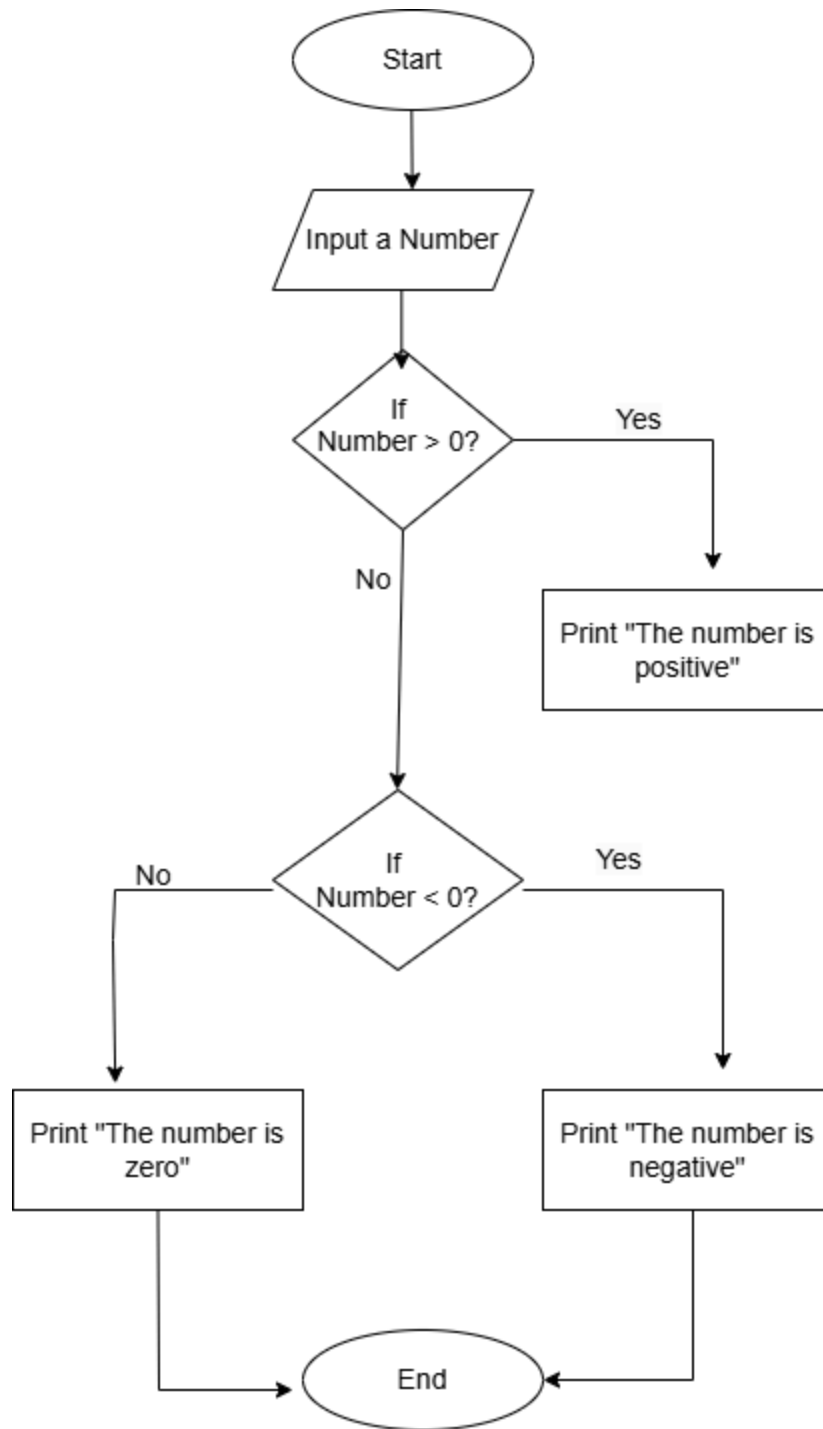 Start
Input a Number
If
Number > 0?
Yes
No
Print "The number is
positive"
If
Number < 0?
No
Yes
Print "The number is
zero"
Print "The number is
negative"
End